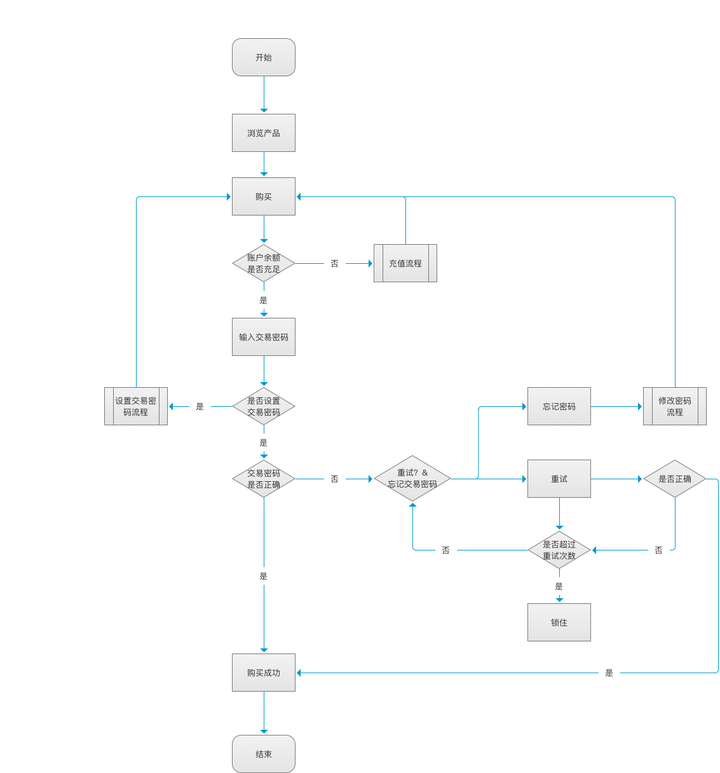 开始
浏览产品
购买
账户余额
是否充足
否
充值流程
是
输入交易密码
设置交易密
码流程
是
是否设置
交易密码
忘记密码
修改密码
流程
是
交易密码
是否正确
否
重试？&
忘记交易密码
重试
是否正确
否
是否超过
重试次数
否
是
是
锁住
购买成功
是
结束